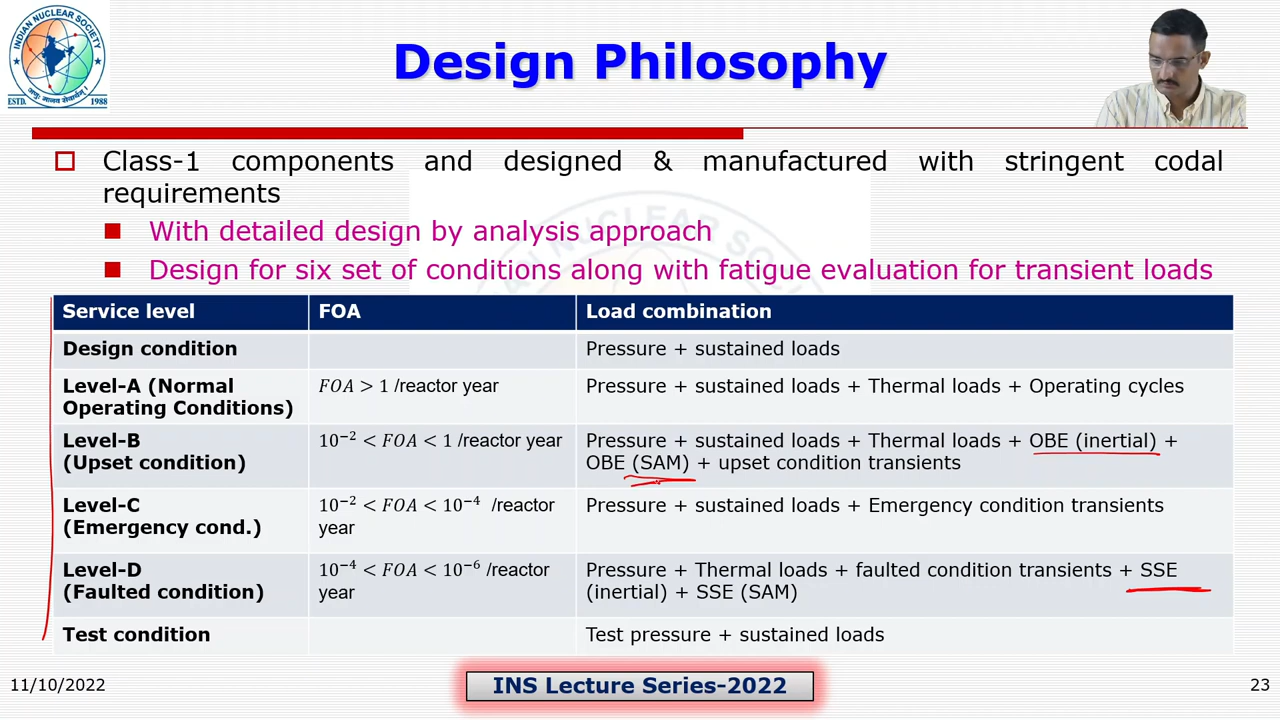 INDIAN NUCLEAR SOCIETY
ESTD. 1988
Design Philosophy
Class-1 components and designed & manufactured with stringent codal
requirements
With detailed design by analysis approach
Design for six set of conditions along with fatigue evaluation for transient loads
Service level FOA Load combination
Design condition Pressure + sustained loads
Level-A (Normal
Operating Conditions) FOA > 1 /reactor year Pressure + sustained loads + Thermal loads + Operating cycles
Level-B
(Upset condition) 10⁻² < FOA < 1 /reactor year Pressure + sustained loads + Thermal loads + OBE (inertial) +
OBE (SAM) + upset condition transients
Level-C
(Emergency cond.) 10⁻² < FOA < 10⁻⁴ /reactor
year Pressure + sustained loads + Emergency condition transients
Level-D
(Faulted condition) 10⁻⁴ < FOA < 10⁻⁶ /reactor
year Pressure + Thermal loads + faulted condition transients + SSE
(inertial) + SSE (SAM)
Test condition Test pressure + sustained loads
11/10/2022 INS Lecture Series-2022 23